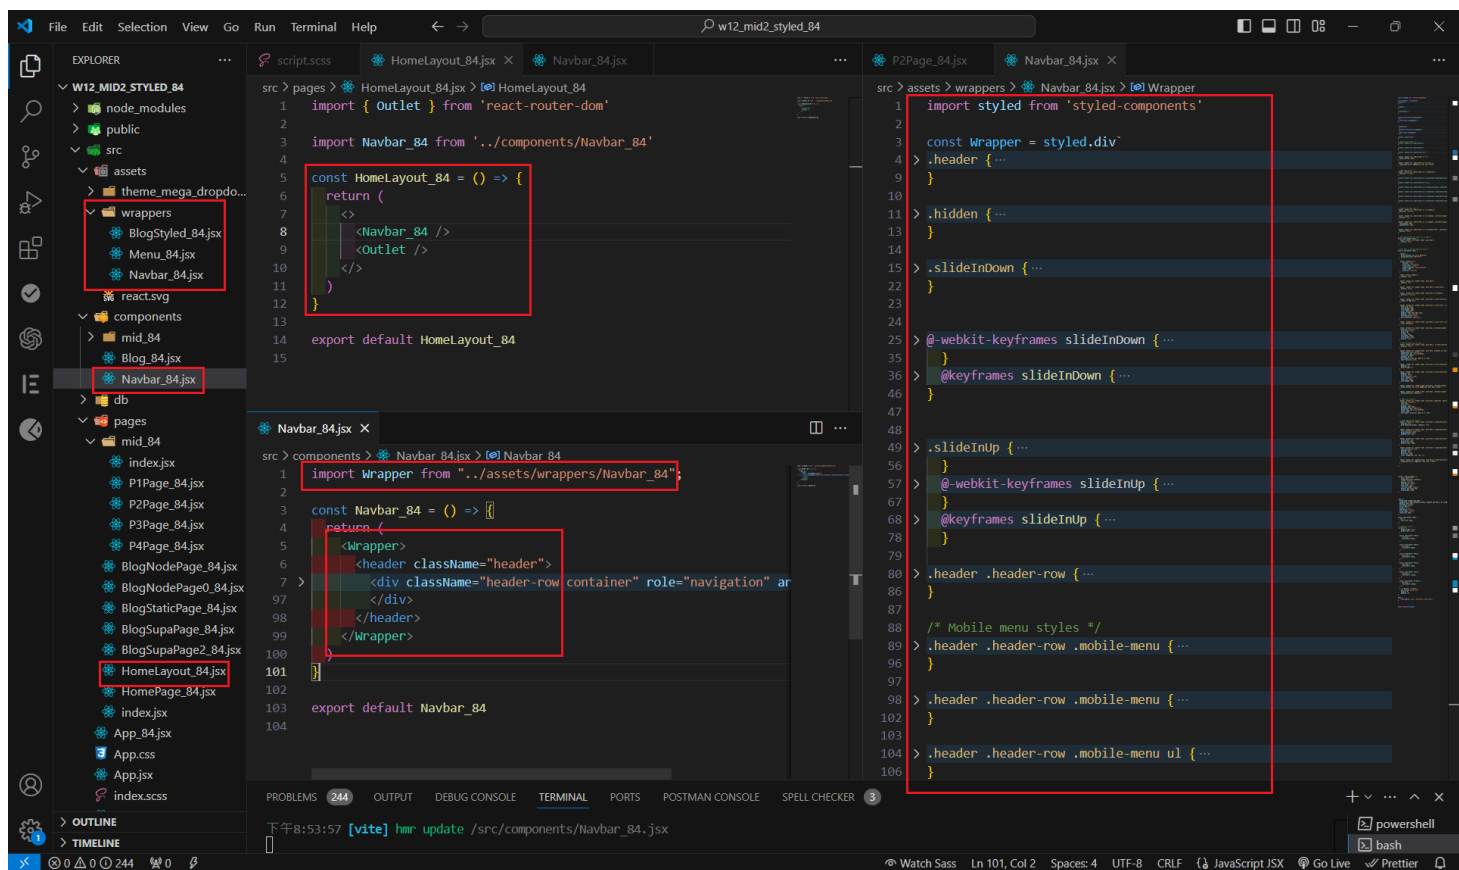 File Edit Selection View Go Run Terminal Help
w12_mid2_styled_84
EXPLORER
W12_MID2_STYLED_84
node_modules
public
src
assets
theme_mega_dropdo...
wrappers
BlogStyled_84.jsx
Menu_84.jsx
Navbar_84.jsx
react.svg
components
mid_84
Blog_84.jsx
Navbar_84.jsx
db
pages
mid_84
index.jsx
P1Page_84.jsx
P2Page_84.jsx
P3Page_84.jsx
P4Page_84.jsx
BlogNodePage_84.jsx
BlogNodePage0_84.jsx
BlogStaticPage_84.jsx
BlogSupaPage_84.jsx
BlogSupaPage2_84.jsx
HomeLayout_84.jsx
HomePage_84.jsx
index.jsx
App_84.jsx
App.css
App.jsx
index.scss
OUTLINE
TIMELINE
script.scss HomeLayout_84.jsx Navbar_84.jsx
src > pages > HomeLayout_84.jsx > HomeLayout_84
1 import { Outlet } from 'react-router-dom'
2
3 import Navbar_84 from '../components/Navbar_84'
4
5 const HomeLayout_84 = () => {
6 return (
7 <>
8 <Navbar_84 />
9 <Outlet />
10 </>
11 )
12 }
13
14 export default HomeLayout_84
15
Navbar_84.jsx
src > components > Navbar_84.jsx > Navbar_84
1 import Wrapper from "../assets/wrappers/Navbar_84";
2
3 const Navbar_84 = () => {
4 return (
5 <Wrapper>
6 <header className="header">
7 <div className="header-row container" role="navigation" ar
97 </div>
98 </header>
99 </Wrapper>
100 )
101 }
102
103 export default Navbar_84
104
P2Page_84.jsx Navbar_84.jsx
src > assets > wrappers > Navbar_84.jsx > Wrapper
1 import styled from 'styled-components'
2
3 const Wrapper = styled.div`
4 .header { ...
9 }
10
11 .hidden { ...
13 }
14
15 .slideInDown { ...
22 }
23
24
25 @-webkit-keyframes slideInDown { ...
35 }
36 @keyframes slideInDown { ...
46 }
47
48
49 .slideInUp { ...
56 }
57 @-webkit-keyframes slideInUp { ...
67 }
68 @keyframes slideInUp { ...
78 }
79
80 .header .header-row { ...
86 }
87
88 /* Mobile menu styles */
89 .header .header-row .mobile-menu { ...
96 }
97
98 .header .header-row .mobile-menu { ...
102 }
103
104 .header .header-row .mobile-menu ul { ...
106 }
PROBLEMS 244 OUTPUT DEBUG CONSOLE TERMINAL PORTS POSTMAN CONSOLE SPELL CHECKER 3
下午8:53:57 [vite] hmr update /src/components/Navbar_84.jsx
powershell
bash
1
0 0 244 0 Watch Sass Ln 101, Col 2 Spaces: 4 UTF-8 CRLF JavaScript JSX Go Live Prettier